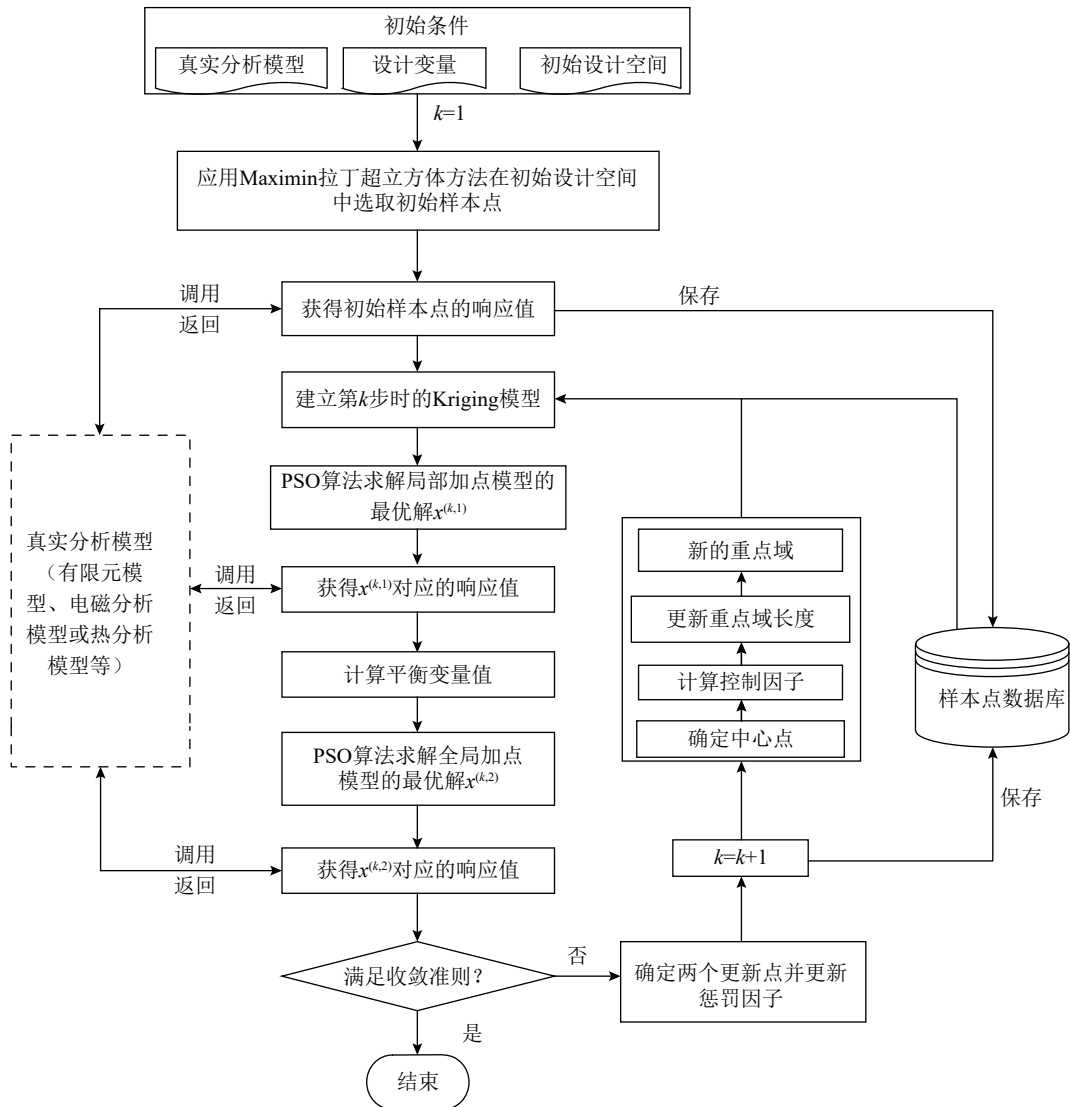 初始条件
真实分析模型
设计变量
初始设计空间
k=1
应用Maximin拉丁超立方体方法在初始设计空间
中选取初始样本点
调用
返回
获得初始样本点的响应值
保存
建立第k步时的Kriging模型
PSO算法求解局部加点模型的
最优解x^(k,1)
真实分析模型
（有限元模
型、电磁分析
模型或热分析
模型等）
调用
返回
获得x^(k,1)对应的响应值
计算平衡变量值
PSO算法求解全局加点
模型的最优解x^(k,2)
调用
返回
获得x^(k,2)对应的响应值
满足收敛准则？
否
是
结束
确定两个更新点并更新
惩罚因子
k=k+1
保存
新的重点域
更新重点域长度
计算控制因子
确定中心点
样本点数据库